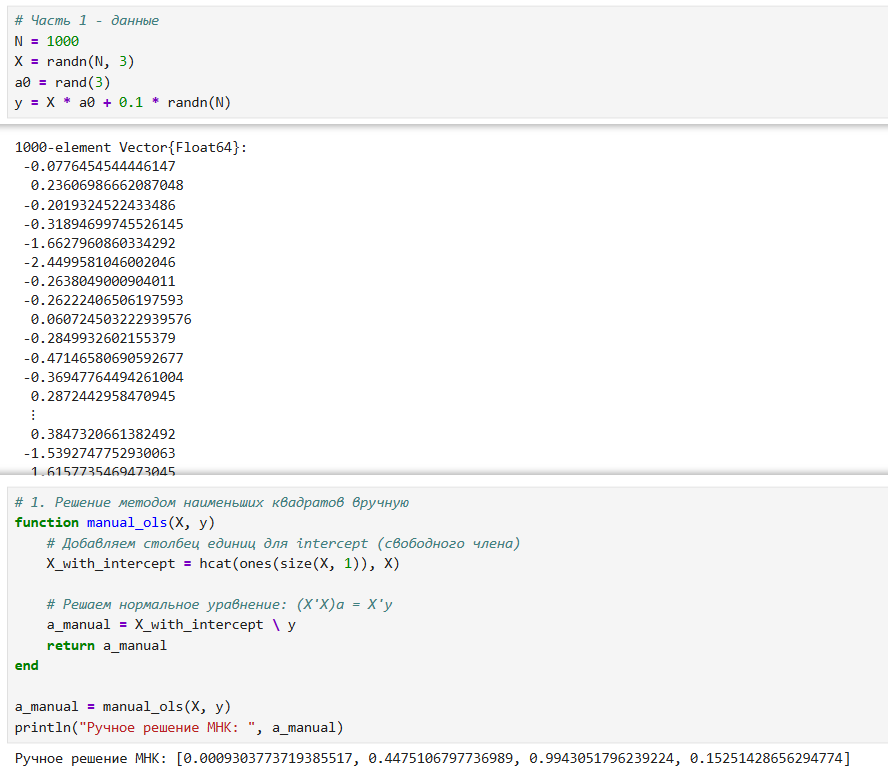 # Часть 1 - данные
N = 1000
X = randn(N, 3)
a0 = rand(3)
y = X * a0 + 0.1 * randn(N)
1000-element Vector{Float64}:
 -0.0776454544446147
  0.23606986662087048
 -0.2019324522433486
 -0.31894699745526145
 -1.6627960860334292
 -2.4499581046002046
 -0.2638049000904011
 -0.26222406506197593
  0.060724503222939576
 -0.2849932602155379
 -0.47146580690592677
 -0.36947764494261004
  0.2872442958470945
  ⋮
  0.3847320661382492
 -1.5392747752930063
  1.6157735469473045
# 1. Решение методом наименьших квадратов вручную
function manual_ols(X, y)
    # Добавляем столбец единиц для intercept (свободного члена)
    X_with_intercept = hcat(ones(size(X, 1)), X)
    # Решаем нормальное уравнение: (X'X)a = X'y
    a_manual = X_with_intercept \ y
    return a_manual
end
a_manual = manual_ols(X, y)
println("Ручное решение МНК: ", a_manual)
Ручное решение МНК: [0.0009303773719385517, 0.4475106797736989, 0.9943051796239224, 0.15251428656294774]